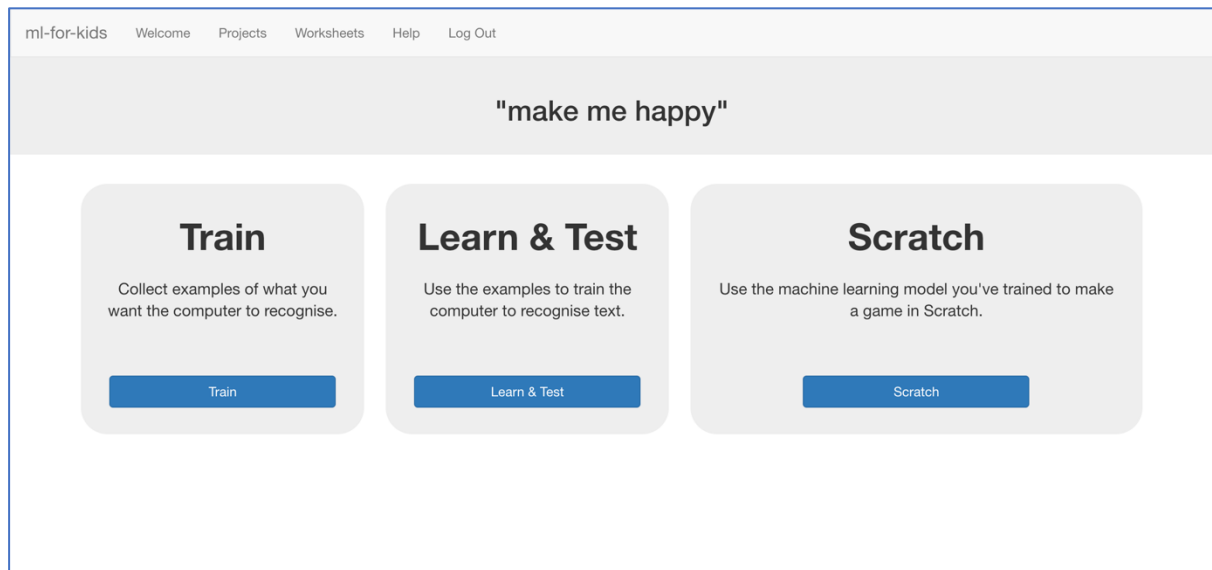 ml-for-kids Welcome Projects Worksheets Help Log Out
"make me happy"
Train
Collect examples of what you
want the computer to recognise.
Train
Learn & Test
Use the examples to train the
computer to recognise text.
Learn & Test
Scratch
Use the machine learning model you've trained to make
a game in Scratch.
Scratch